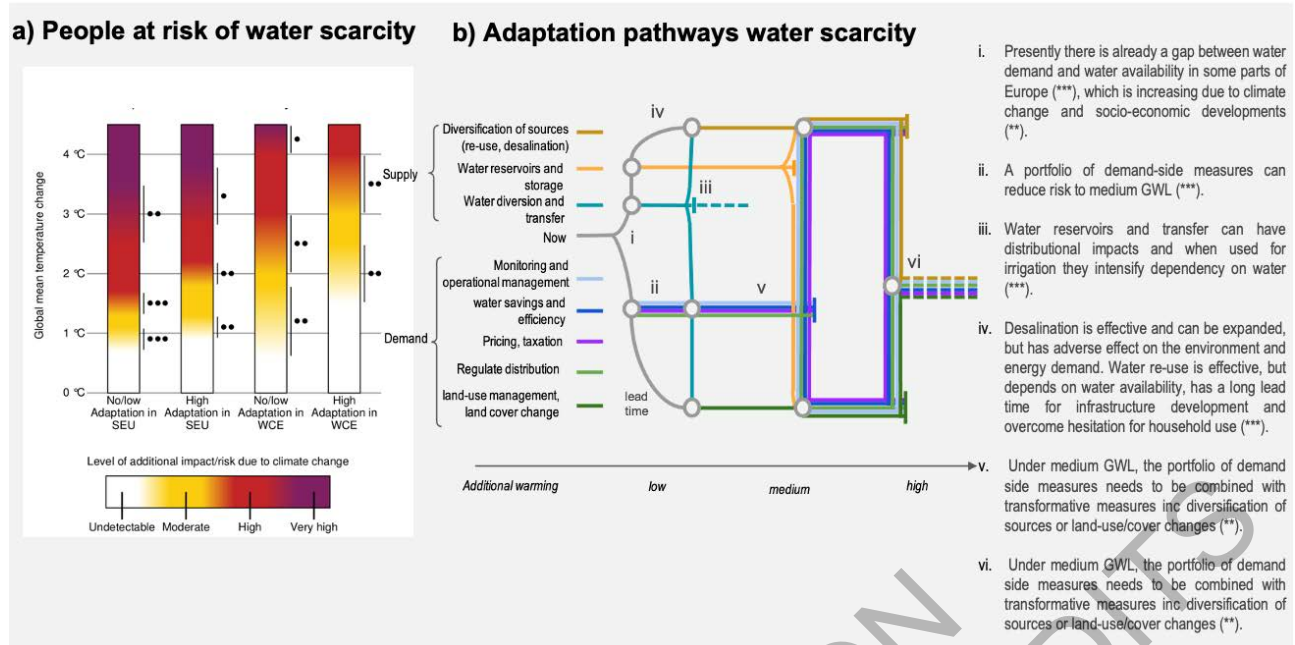 a) People at risk of water scarcity
4 °C
3 °C
2 °C
1 °C
0 °C
Global mean temperature change
No/low
Adaptation in
SEU
High
Adaptation in
SEU
No/low
Adaptation in
WCE
High
Adaptation in
WCE
Level of additional impact/risk due to climate change
Undetectable Moderate High Very high
b) Adaptation pathways water scarcity
Supply
Diversification of sources
(re-use, desalination)
Water reservoirs and
storage
Water diversion and
transfer
Now
Demand
Monitoring and
operational management
water savings and
efficiency
Pricing, taxation
Regulate distribution
land-use management,
land cover change
iv
iii
i
ii
v
vi
lead
time
Additional warming low medium high
i. Presently there is already a gap between water
demand and water availability in some parts of
Europe (***), which is increasing due to climate
change and socio-economic developments
(**).
ii. A portfolio of demand-side measures can
reduce risk to medium GWL (***).
iii. Water reservoirs and transfer can have
distributional impacts and when used for
irrigation they intensify dependency on water
(***).
iv. Desalination is effective and can be expanded,
but has adverse effect on the environment and
energy demand. Water re-use is effective, but
depends on water availability, has a long lead
time for infrastructure development and
overcome hesitation for household use (***).
v. Under medium GWL, the portfolio of demand
side measures needs to be combined with
transformative measures inc diversification of
sources or land-use/cover changes (**).
vi. Under medium GWL, the portfolio of demand
side measures needs to be combined with
transformative measures inc diversification of
sources or land-use/cover changes (**).